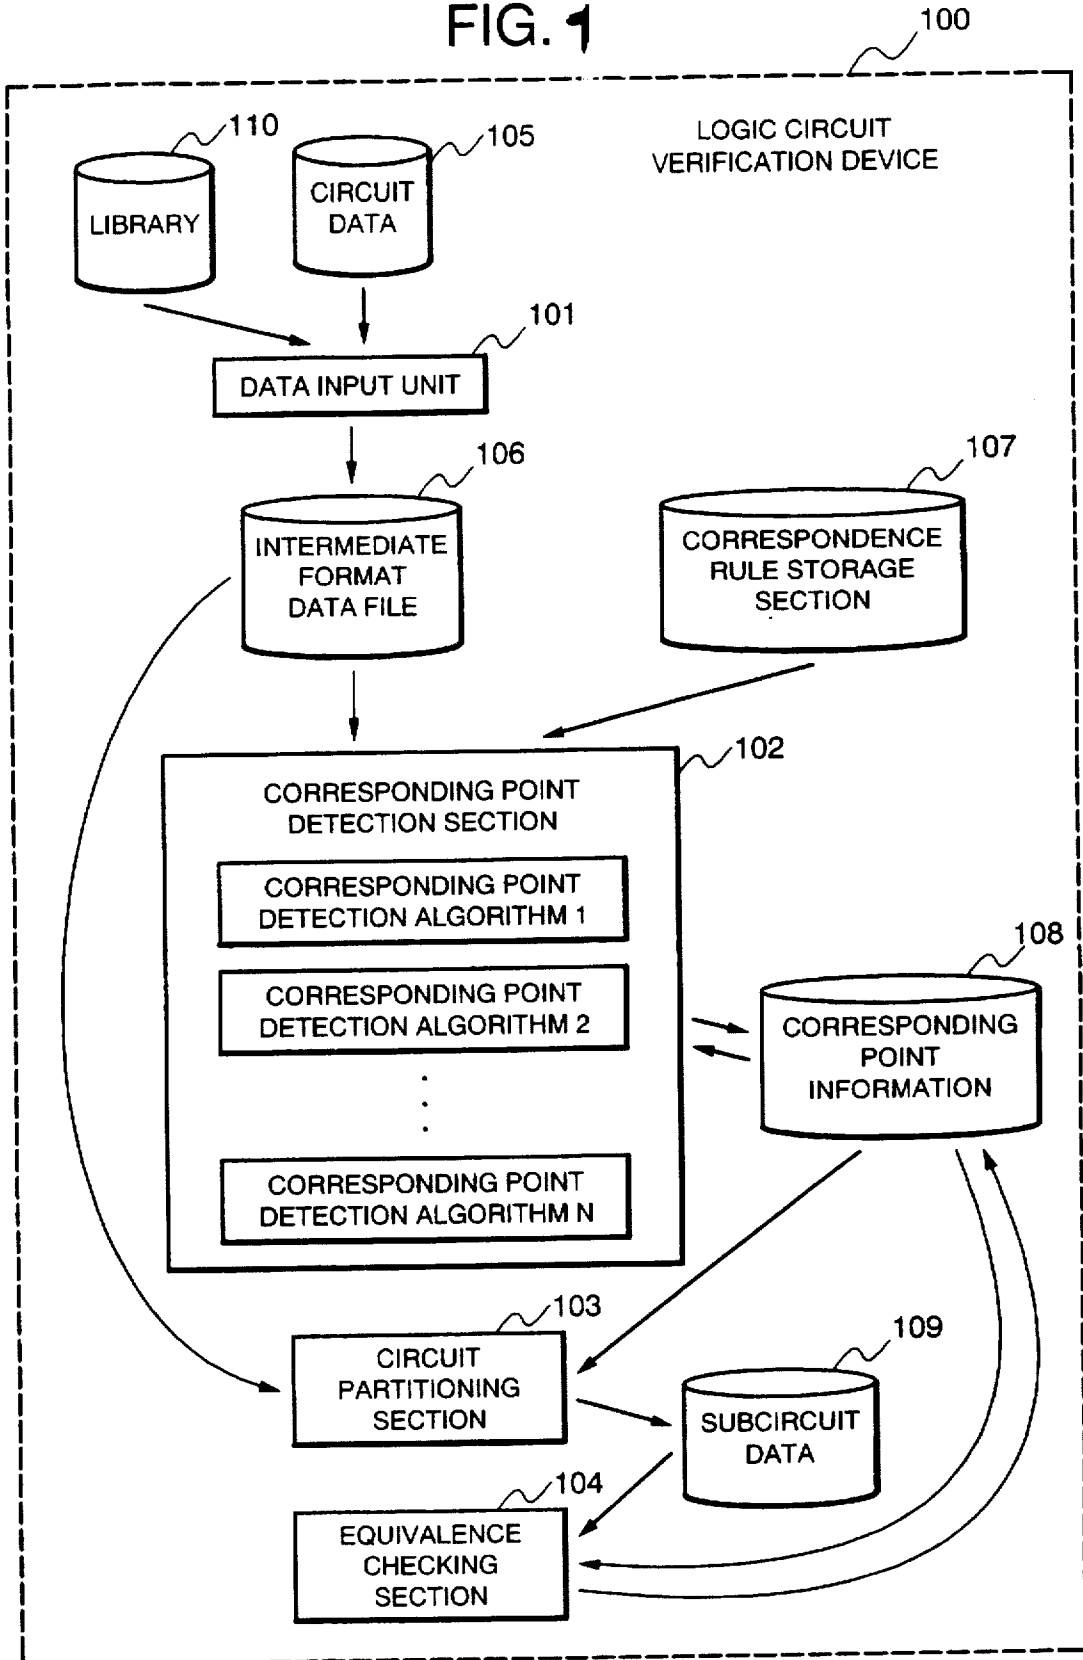 FIG. 1
100
LOGIC CIRCUIT
VERIFICATION DEVICE
110
LIBRARY
105
CIRCUIT
DATA
101
DATA INPUT UNIT
106
INTERMEDIATE
FORMAT
DATA FILE
107
CORRESPONDENCE
RULE STORAGE
SECTION
102
CORRESPONDING POINT
DETECTION SECTION
CORRESPONDING POINT
DETECTION ALGORITHM 1
CORRESPONDING POINT
DETECTION ALGORITHM 2
.
.
.
CORRESPONDING POINT
DETECTION ALGORITHM N
108
CORRESPONDING
POINT
INFORMATION
103
CIRCUIT
PARTITIONING
SECTION
109
SUBCIRCUIT
DATA
104
EQUIVALENCE
CHECKING
SECTION